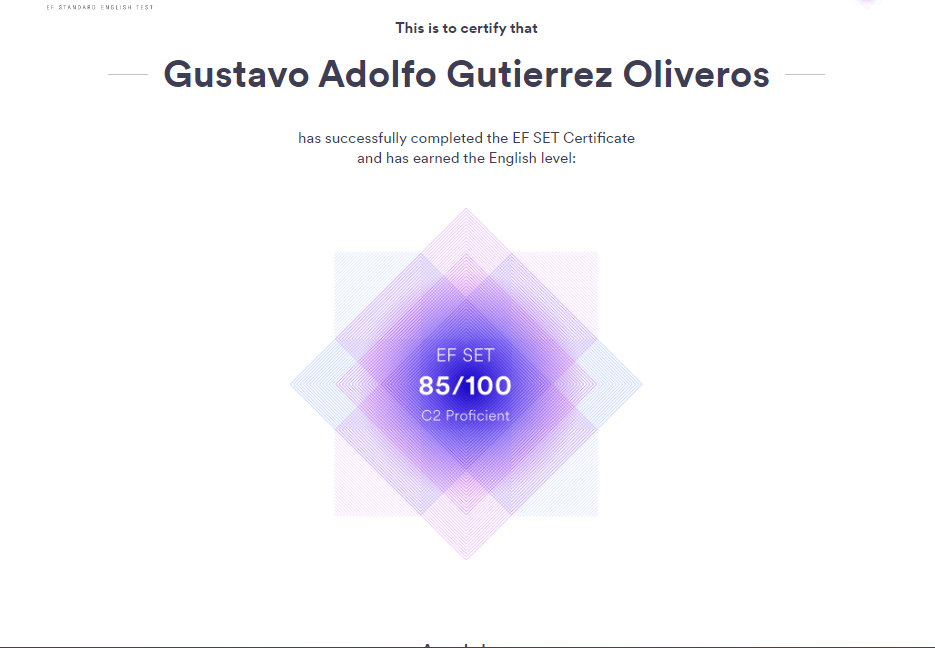 EF STANDARD ENGLISH TEST
This is to certify that
Gustavo Adolfo Gutierrez Oliveros
has successfully completed the EF SET Certificate
and has earned the English level:
EF SET
85/100
C2 Proficient